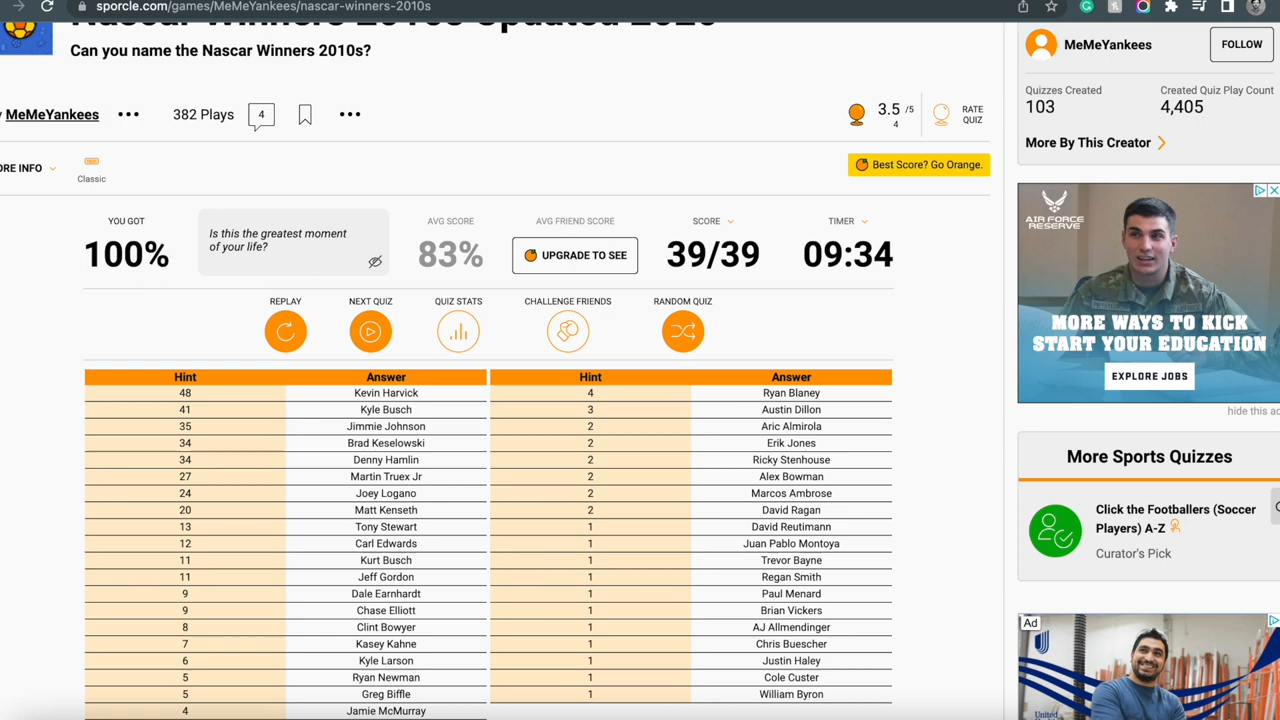 sporcle.com/games/MeMeYankees/nascar-winners-2010s
Can you name the Nascar Winners 2010s?
MeMeYankees
382 Plays
4
3.5 /5
4
RATE
QUIZ
ORE INFO
Classic
Best Score? Go Orange.
YOU GOT
100%
Is this the greatest moment
of your life?
AVG SCORE
83%
AVG FRIEND SCORE
UPGRADE TO SEE
SCORE
39/39
TIMER
09:34
REPLAY
NEXT QUIZ
QUIZ STATS
CHALLENGE FRIENDS
RANDOM QUIZ
Hint Answer Hint Answer
48 Kevin Harvick 4 Ryan Blaney
41 Kyle Busch 3 Austin Dillon
35 Jimmie Johnson 2 Aric Almirola
34 Brad Keselowski 2 Erik Jones
34 Denny Hamlin 2 Ricky Stenhouse
27 Martin Truex Jr 2 Alex Bowman
24 Joey Logano 2 Marcos Ambrose
20 Matt Kenseth 2 David Ragan
13 Tony Stewart 1 David Reutimann
12 Carl Edwards 1 Juan Pablo Montoya
11 Kurt Busch 1 Trevor Bayne
11 Jeff Gordon 1 Regan Smith
9 Dale Earnhardt 1 Paul Menard
9 Chase Elliott 1 Brian Vickers
8 Clint Bowyer 1 AJ Allmendinger
7 Kasey Kahne 1 Chris Buescher
6 Kyle Larson 1 Justin Haley
5 Ryan Newman 1 Cole Custer
5 Greg Biffle 1 William Byron
4 Jamie McMurray
MeMeYankees
FOLLOW
Quizzes Created
103
Created Quiz Play Count
4,405
More By This Creator
AIR FORCE
RESERVE
MORE WAYS TO KICK
START YOUR EDUCATION
EXPLORE JOBS
hide this ad
More Sports Quizzes
Click the Footballers (Soccer
Players) A-Z
Curator's Pick
Ad
United